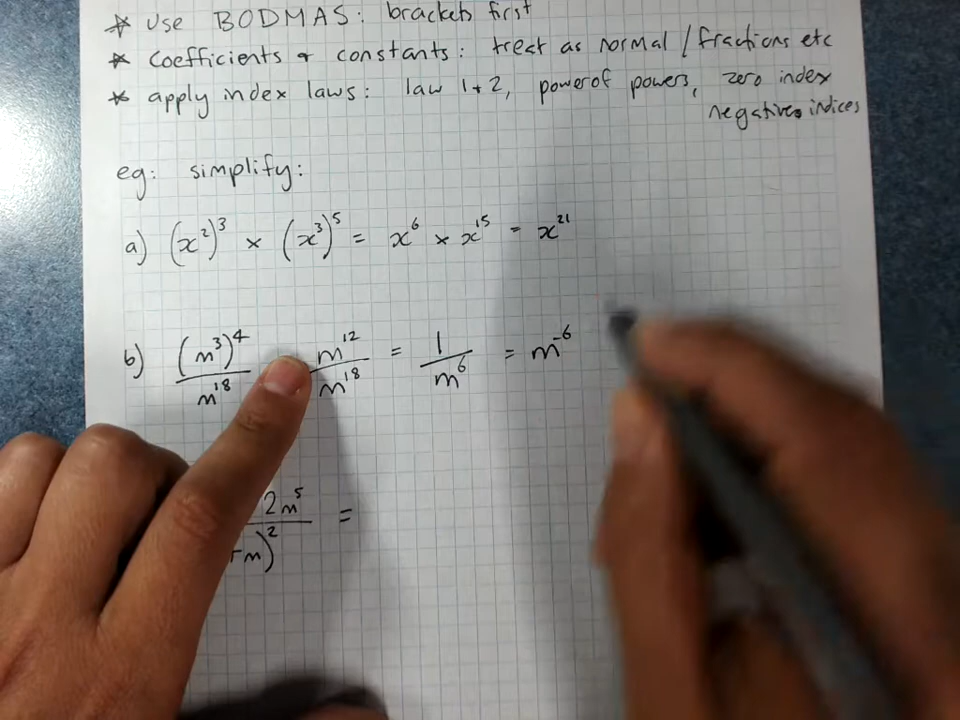 * use BODMAS: brackets first
* coefficients + constants: treat as normal / fractions etc
* apply index laws: law 1+2, power of powers, zero index
negative indices
eg: simplify:
a) (x²)³ × (x³)⁵ = x⁶ × x¹⁵ = x²¹
b) (m³)⁴ / m¹⁸ m¹² / m¹⁸ = 1 / m⁶ = m⁻⁶
2m⁵ =
m)²